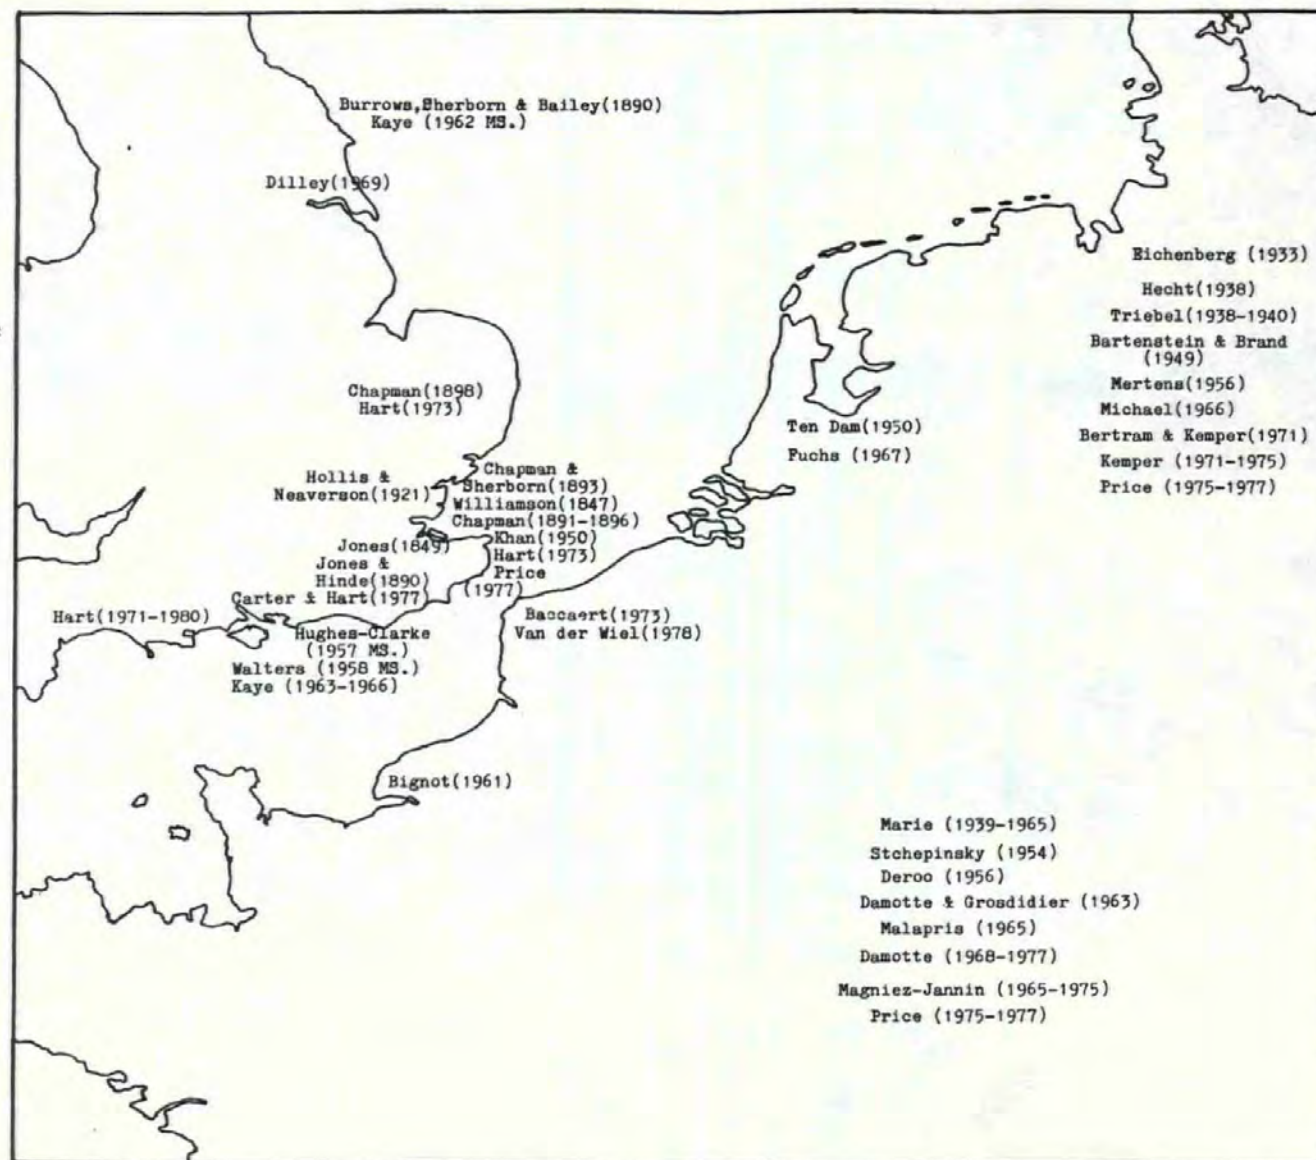 Burrows,Sherborn & Bailey(1890)
Kaye (1962 MS.)
Dilley(1969)
Chapman(1898)
Hart(1973)
Hollis &
Neaverson(1921)
Chapman &
Sherborn(1893)
Williamson(1847)
Chapman(1891-1896)
Khan(1950)
Hart(1973)
Price
(1977)
Jones(1849)
Jones &
Hinde(1890)
Carter & Hart(1977)
Hart(1971-1980)
Hughes-Clarke
(1957 MS.)
Walters (1958 MS.)
Kaye (1963-1966)
Baccaert(1973)
Van der Wiel(1978)
Bignot(1961)
Ten Dam(1950)
Fuchs (1967)
Eichenberg (1933)
Hecht(1938)
Triebel(1938-1940)
Bartenstein & Brand
(1949)
Mertens(1956)
Michael(1966)
Bertram & Kemper(1971)
Kemper (1971-1975)
Price (1975-1977)
Marie (1939-1965)
Stchepinsky (1954)
Deroo (1956)
Damotte & Grosdidier (1963)
Malapris (1965)
Damotte (1968-1977)
Magniez-Jannin (1965-1975)
Price (1975-1977)